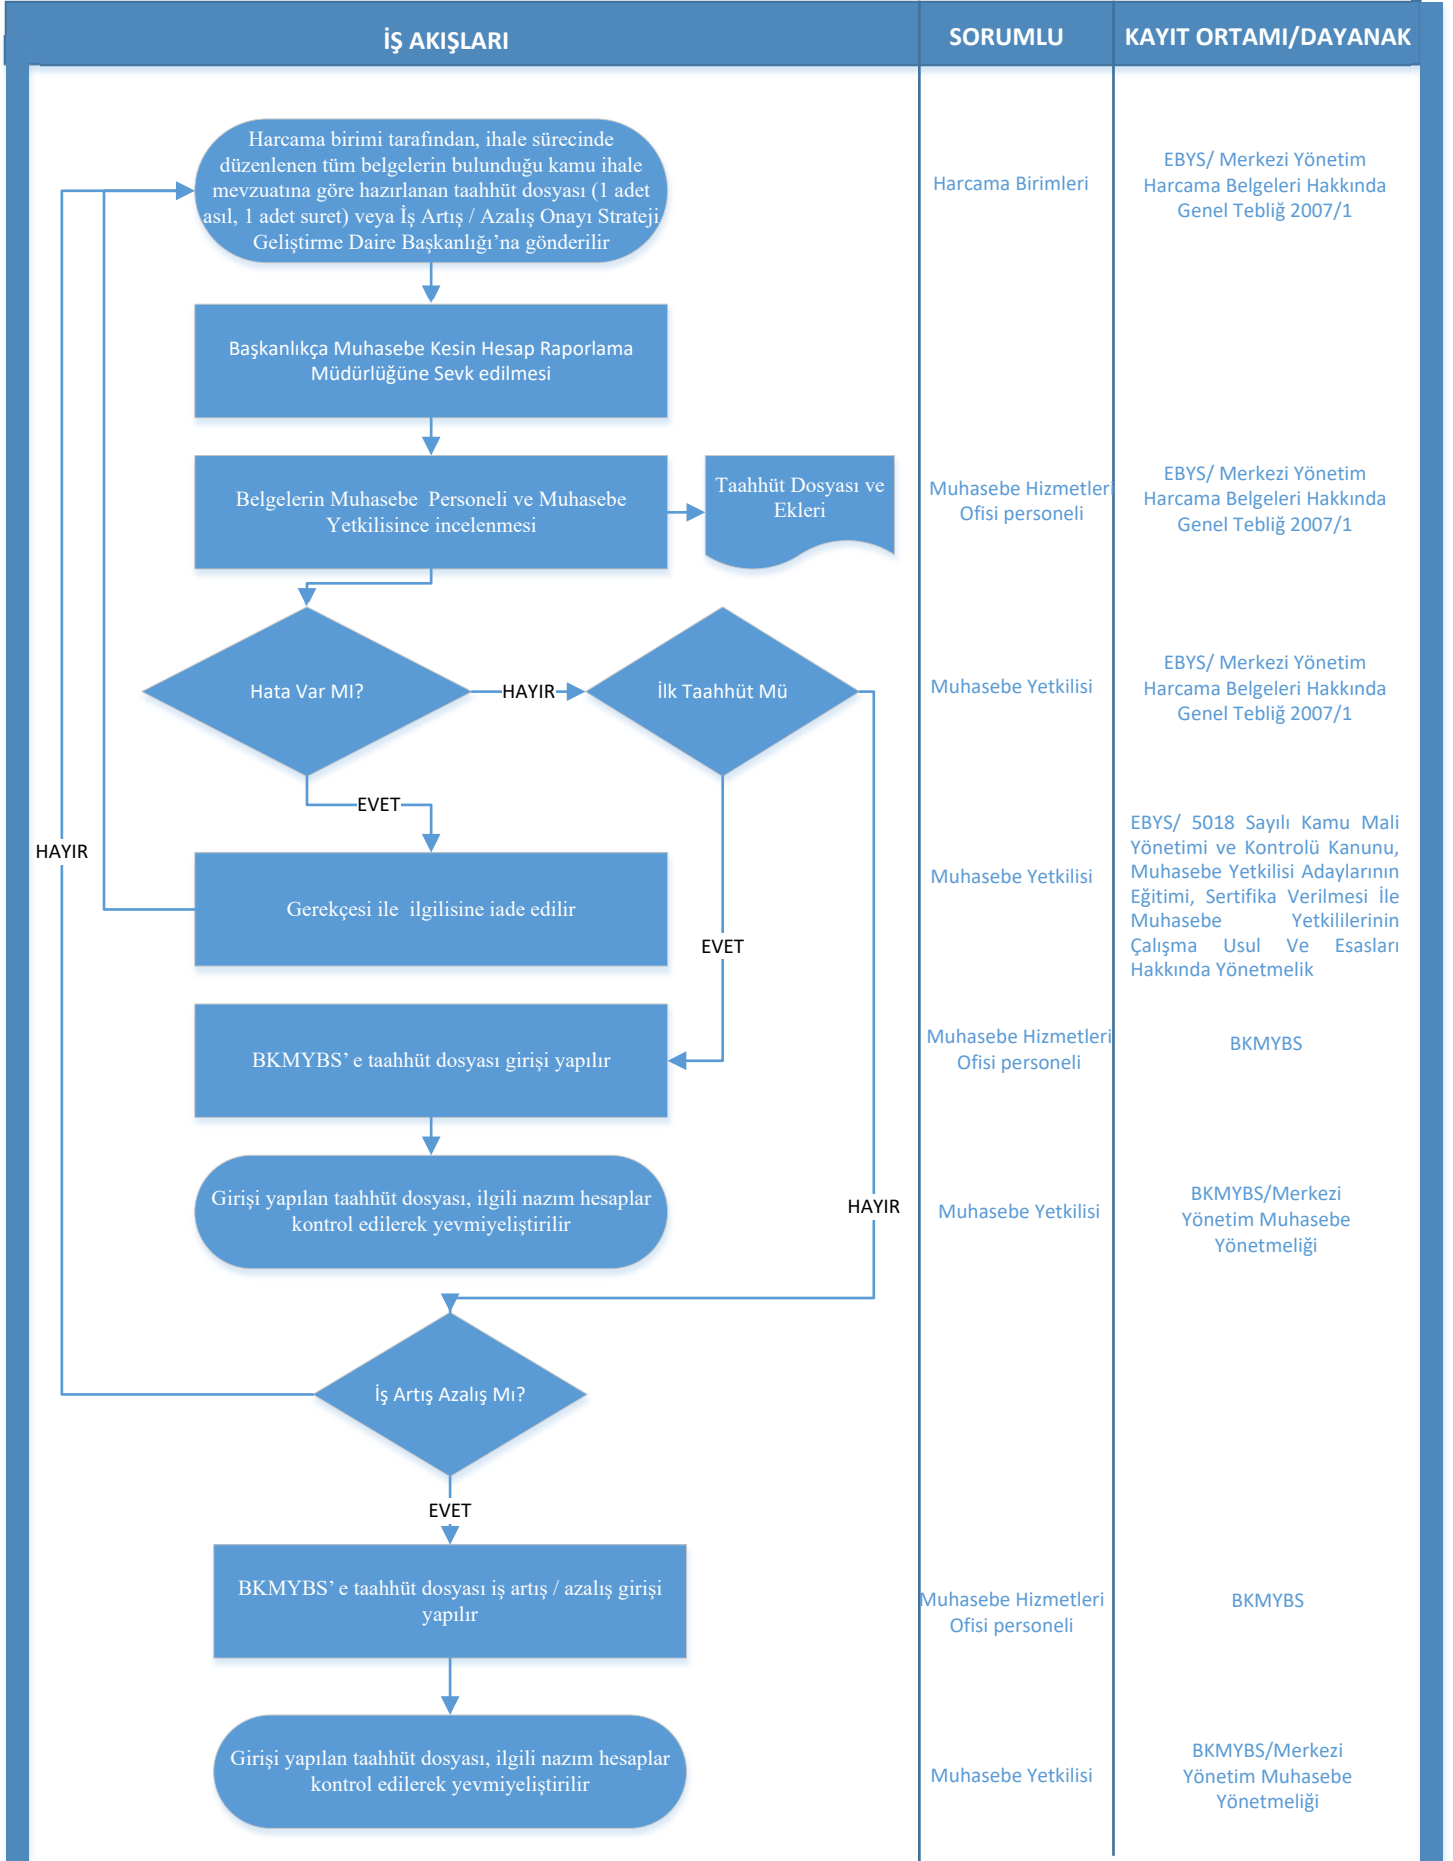 İŞ AKIŞLARI
SORUMLU
KAYIT ORTAMI/DAYANAK
Harcama birimi tarafından, ihale sürecinde
düzenlenen tüm belgelerin bulunduğu kamu ihale
mevzuatına göre hazırlanan taahhüt dosyası (1 adet
asıl, 1 adet suret) veya İş Artış / Azalış Onayı Strateji
Geliştirme Daire Başkanlığı’na gönderilir
Harcama Birimleri
EBYS/ Merkezi Yönetim
Harcama Belgeleri Hakkında
Genel Tebliğ 2007/1
Başkanlıkça Muhasebe Kesin Hesap Raporlama
Müdürlüğüne Sevk edilmesi
Belgelerin Muhasebe  Personeli ve Muhasebe
Yetkilisince incelenmesi
Taahhüt Dosyası ve
Ekleri
Muhasebe Hizmetleri
Ofisi personeli
EBYS/ Merkezi Yönetim
Harcama Belgeleri Hakkında
Genel Tebliğ 2007/1
Hata Var MI?
HAYIR
İlk Taahhüt Mü
Muhasebe Yetkilisi
EBYS/ Merkezi Yönetim
Harcama Belgeleri Hakkında
Genel Tebliğ 2007/1
EVET
HAYIR
Gerekçesi ile  ilgilisine iade edilir
Muhasebe Yetkilisi
EBYS/ 5018 Sayılı Kamu Mali
Yönetimi ve Kontrolü Kanunu,
Muhasebe Yetkilisi Adaylarının
Eğitimi, Sertifika Verilmesi İle
Muhasebe Yetkililerinin
Çalışma Usul Ve Esasları
Hakkında Yönetmelik
EVET
BKMYBS’ e taahhüt dosyası girişi yapılır
Muhasebe Hizmetleri
Ofisi personeli
BKMYBS
Girişi yapılan taahhüt dosyası, ilgili nazım hesaplar
kontrol edilerek yevmiyeliştirilir
HAYIR
Muhasebe Yetkilisi
BKMYBS/Merkezi
Yönetim Muhasebe
Yönetmeliği
İş Artış Azalış Mı?
EVET
BKMYBS’ e taahhüt dosyası iş artış / azalış girişi
yapılır
Muhasebe Hizmetleri
Ofisi personeli
BKMYBS
Girişi yapılan taahhüt dosyası, ilgili nazım hesaplar
kontrol edilerek yevmiyeliştirilir
Muhasebe Yetkilisi
BKMYBS/Merkezi
Yönetim Muhasebe
Yönetmeliği